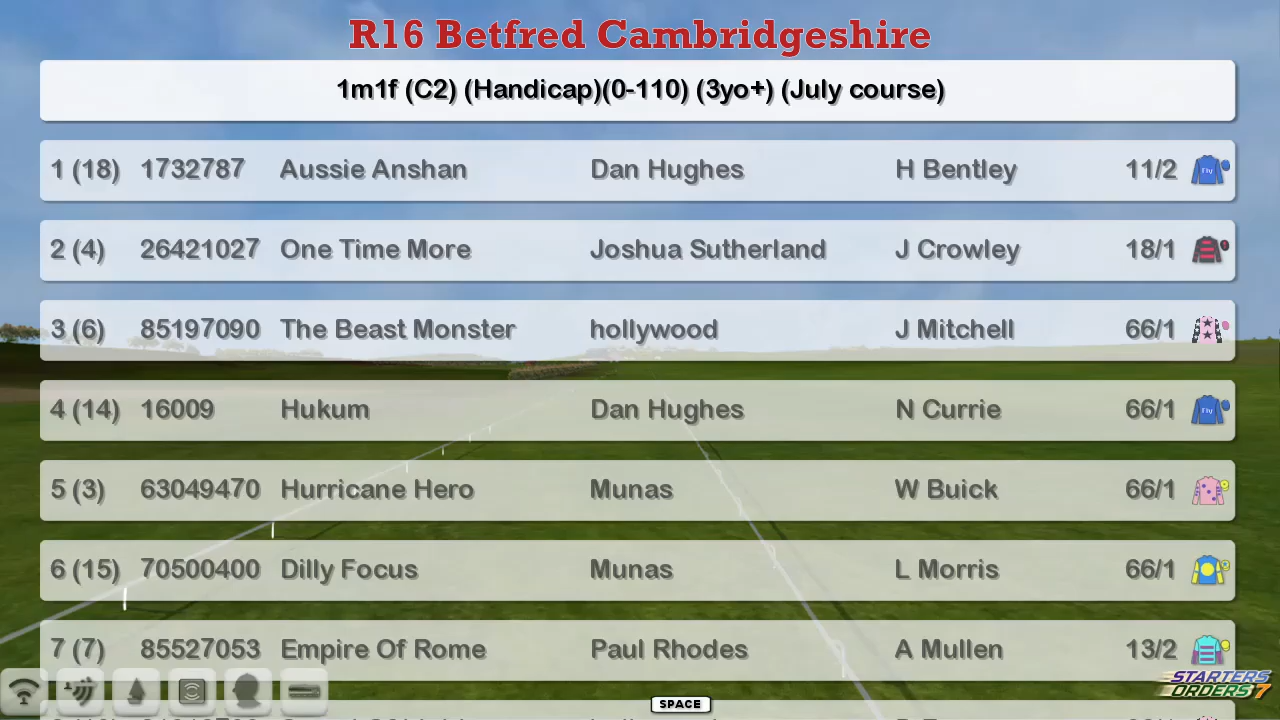 R16 Betfred Cambridgeshire
1m1f (C2) (Handicap)(0-110) (3yo+) (July course)
1 (18) 1732787 Aussie Anshan Dan Hughes H Bentley 11/2
2 (4) 26421027 One Time More Joshua Sutherland J Crowley 18/1
3 (6) 85197090 The Beast Monster hollywood J Mitchell 66/1
4 (14) 16009 Hukum Dan Hughes N Currie 66/1
5 (3) 63049470 Hurricane Hero Munas W Buick 66/1
6 (15) 70500400 Dilly Focus Munas L Morris 66/1
7 (7) 85527053 Empire Of Rome Paul Rhodes A Mullen 13/2
STARTERS
ORDERS 7
SPACE